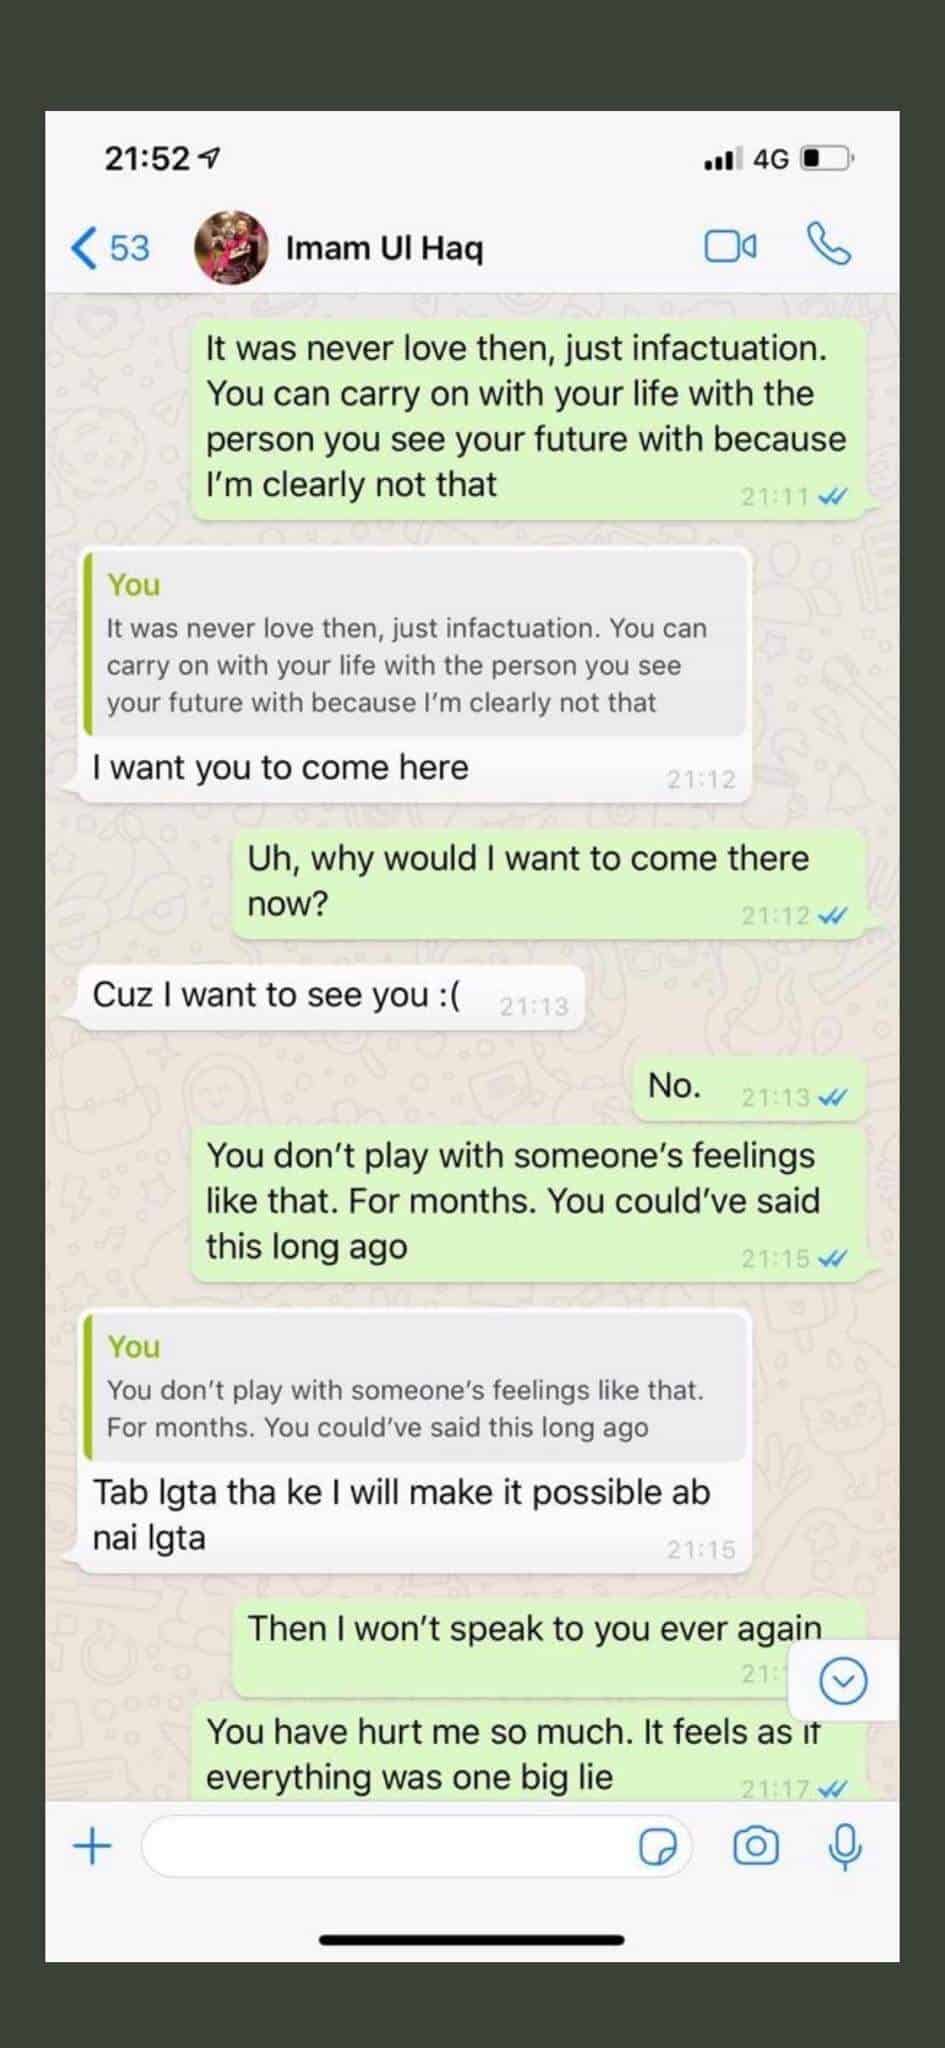 21:52
4G
53
Imam Ul Haq
It was never love then, just infactuation.
You can carry on with your life with the
person you see your future with because
I'm clearly not that
21:11
You
It was never love then, just infactuation. You can
carry on with your life with the person you see
your future with because I'm clearly not that
I want you to come here
21:12
Uh, why would I want to come there
now?
21:12
Cuz I want to see you :(
21:13
No.
21:13
You don't play with someone's feelings
like that. For months. You could've said
this long ago
21:15
You
You don't play with someone's feelings like that.
For months. You could've said this long ago
Tab lgta tha ke I will make it possible ab
nai lgta
21:15
Then I won't speak to you ever again
You have hurt me so much. It feels as if
everything was one big lie
21:17